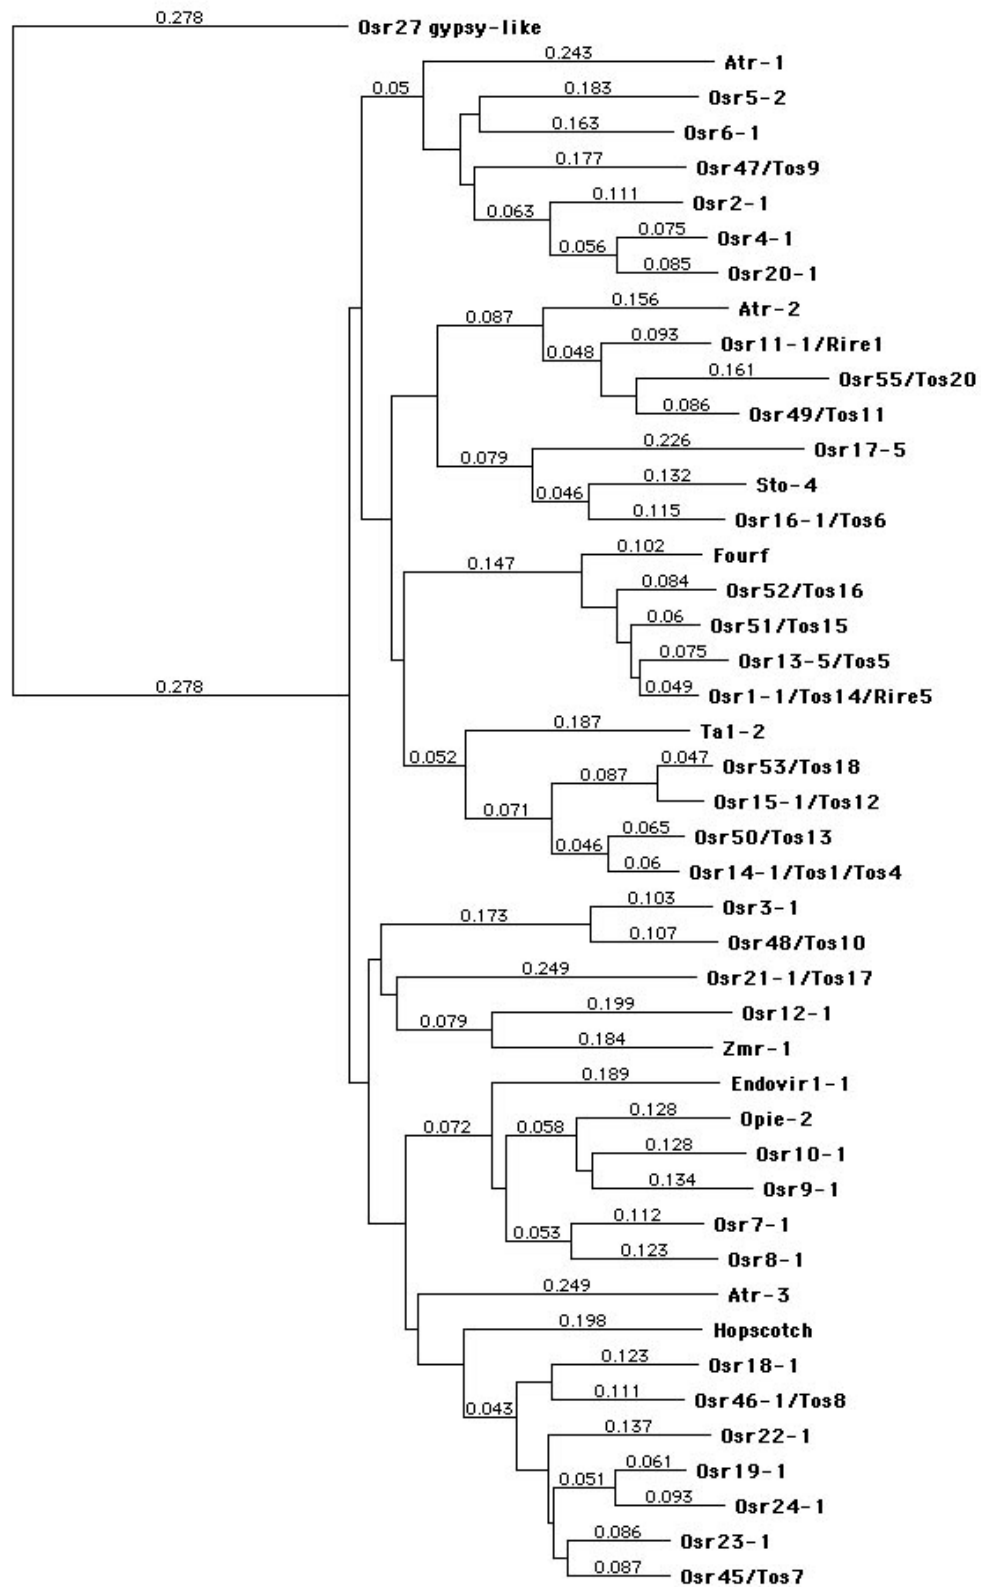 0.278
Osr27 gypsy-like
0.243
Atr-1
0.05
0.183
Osr5-2
0.163
Osr6-1
0.177
Osr47/Tos9
0.111
Osr2-1
0.063
0.075
Osr4-1
0.056
0.085
Osr20-1
0.156
Atr-2
0.087
0.093
Osr11-1/Rire1
0.048
0.161
Osr55/Tos20
0.086
Osr49/Tos11
0.226
Osr17-5
0.079
0.132
Sto-4
0.046
0.115
Osr16-1/Tos6
0.102
Fourf
0.147
0.084
Osr52/Tos16
0.06
Osr51/Tos15
0.075
Osr13-5/Tos5
0.278
0.049
Osr1-1/Tos14/Rire5
0.187
Ta1-2
0.052
0.047
Osr53/Tos18
0.087
Osr15-1/Tos12
0.071
0.065
Osr50/Tos13
0.046
0.06
Osr14-1/Tos1/Tos4
0.103
Osr3-1
0.173
0.107
Osr48/Tos10
0.249
Osr21-1/Tos17
0.199
Osr12-1
0.079
0.184
Zmr-1
0.189
Endovir1-1
0.128
Opie-2
0.072
0.058
0.128
Osr10-1
0.134
Osr9-1
0.112
Osr7-1
0.053
0.123
Osr8-1
0.249
Atr-3
0.198
Hopscotch
0.123
Osr18-1
0.111
Osr46-1/Tos8
0.043
0.137
Osr22-1
0.061
Osr19-1
0.051
0.093
Osr24-1
0.086
Osr23-1
0.087
Osr45/Tos7